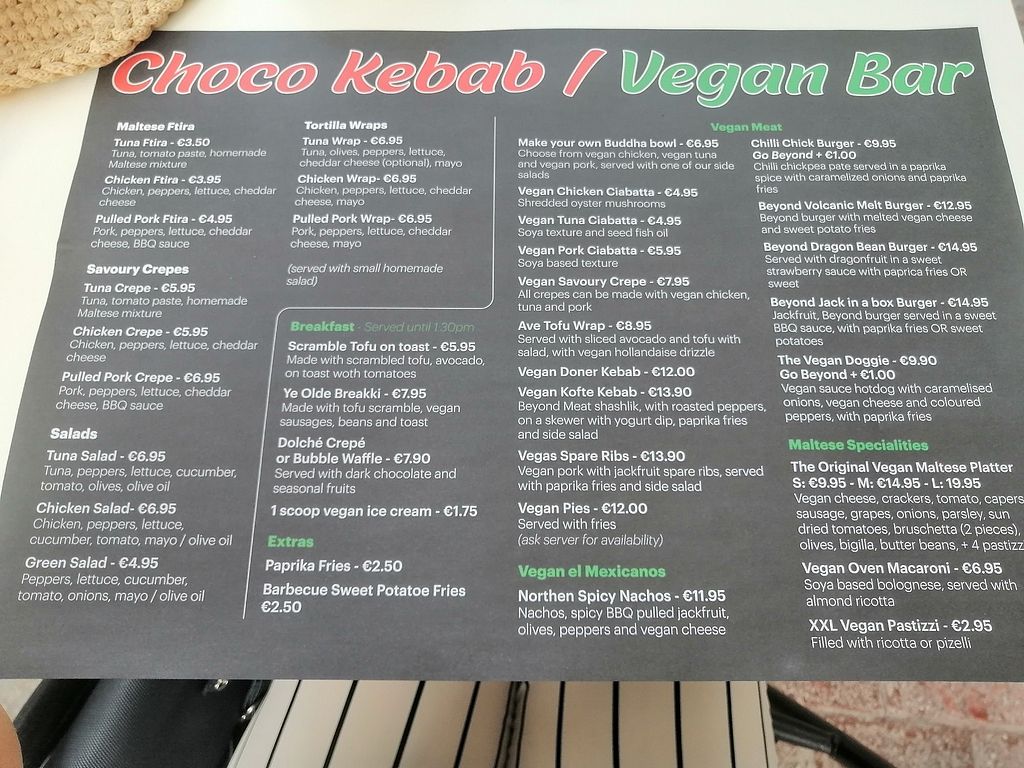 Choco Kebab / Vegan Bar
Maltese Ftira
Tuna Ftira - €3.50
Tuna, tomato paste, homemade
Maltese mixture
Chicken Ftira - €3.95
Chicken, peppers, lettuce, cheddar
cheese
Pulled Pork Ftira - €4.95
Pork, peppers, lettuce, cheddar
cheese, BBQ sauce
Savoury Crepes
Tuna Crepe - €5.95
Tuna, tomato paste, homemade
Maltese mixture
Chicken Crepe - €5.95
Chicken, peppers, lettuce, cheddar
cheese
Pulled Pork Crepe - €6.95
Pork, peppers, lettuce, cheddar
cheese, BBQ sauce
Salads
Tuna Salad - €6.95
Tuna, peppers, lettuce, cucumber,
tomato, olives, olive oil
Chicken Salad- €6.95
Chicken, peppers, lettuce,
cucumber, tomato, mayo / olive oil
Green Salad - €4.95
Peppers, lettuce, cucumber,
tomato, onions, mayo / olive oil
Tortilla Wraps
Tuna Wrap - €6.95
Tuna, olives, peppers, lettuce,
cheddar cheese (optional), mayo
Chicken Wrap- €6.95
Chicken, peppers, lettuce, cheddar
cheese, mayo
Pulled Pork Wrap- €6.95
Pork, peppers, lettuce, cheddar
cheese, mayo
(served with small homemade
salad)
Breakfast - Served until 1:30pm
Scramble Tofu on toast - €5.95
Made with scrambled tofu, avocado,
on toast woth tomatoes
Ye Olde Breakki - €7.95
Made with tofu scramble, vegan
sausages, beans and toast
Dolché Crepé
or Bubble Waffle - €7.90
Served with dark chocolate and
seasonal fruits
1 scoop vegan ice cream - €1.75
Extras
Paprika Fries - €2.50
Barbecue Sweet Potatoe Fries
€2.50
Vegan Meat
Make your own Buddha bowl - €6.95
Choose from vegan chicken, vegan tuna
and vegan pork, served with one of our side
salads
Vegan Chicken Ciabatta - €4.95
Shredded oyster mushrooms
Vegan Tuna Ciabatta - €4.95
Soya texture and seed fish oil
Vegan Pork Ciabatta - €5.95
Soya based texture
Vegan Savoury Crepe - €7.95
All crepes can be made with vegan chicken,
tuna and pork
Ave Tofu Wrap - €8.95
Served with sliced avocado and tofu with
salad, with vegan hollandaise drizzle
Vegan Doner Kebab - €12.00
Vegan Kofte Kebab - €13.90
Beyond Meat shashlik, with roasted peppers,
on a skewer with yogurt dip, paprika fries
and side salad
Vegas Spare Ribs - €13.90
Vegan pork with jackfruit spare ribs, served
with paprika fries and side salad
Vegan Pies - €12.00
Served with fries
(ask server for availability)
Vegan el Mexicanos
Northen Spicy Nachos - €11.95
Nachos, spicy BBQ pulled jackfruit,
olives, peppers and vegan cheese
Chilli Chick Burger - €9.95
Go Beyond + €1.00
Chilli chickpea pate served in a paprika
spice with caramelized onions and paprika
fries
Beyond Volcanic Melt Burger - €12.95
Beyond burger with melted vegan cheese
and sweet potato fries
Beyond Dragon Bean Burger - €14.95
Served with dragonfruit in a sweet
strawberry sauce with paprica fries OR
sweet
Beyond Jack in a box Burger - €14.95
Jackfruit, Beyond burger served in a sweet
BBQ sauce, with paprika fries OR sweet
potatoes
The Vegan Doggie - €9.90
Go Beyond + €1.00
Vegan sauce hotdog with caramelised
onions, vegan cheese and coloured
peppers, with paprika fries
Maltese Specialities
The Original Vegan Maltese Platter
S: €9.95 - M: €14.95 - L: 19.95
Vegan cheese, crackers, tomato, capers
sausage, grapes, onions, parsley, sun
dried tomatoes, bruschetta (2 pieces),
olives, bigilla, butter beans, + 4 pastizz
Vegan Oven Macaroni - €6.95
Soya based bolognese, served with
almond ricotta
XXL Vegan Pastizzi - €2.95
Filled with ricotta or pizelli